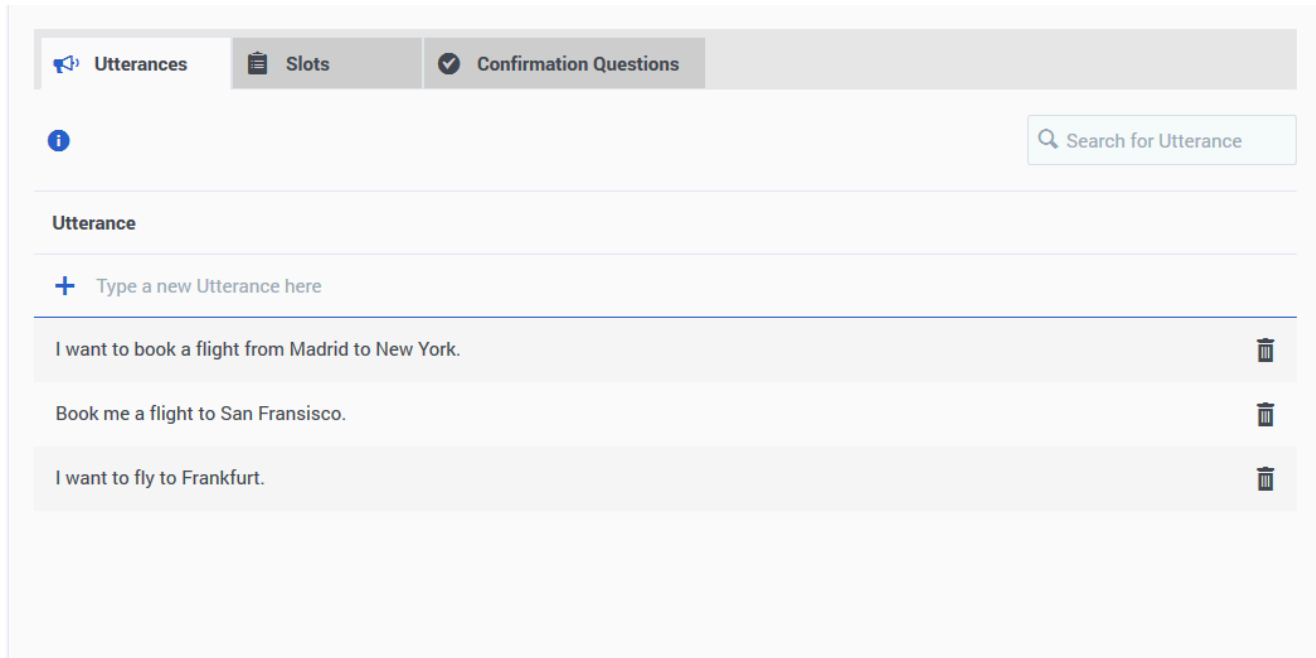 Utterances Slots Confirmation Questions
Search for Utterance
Utterance
Type a new Utterance here
I want to book a flight from Madrid to New York.
Book me a flight to San Fransisco.
I want to fly to Frankfurt.